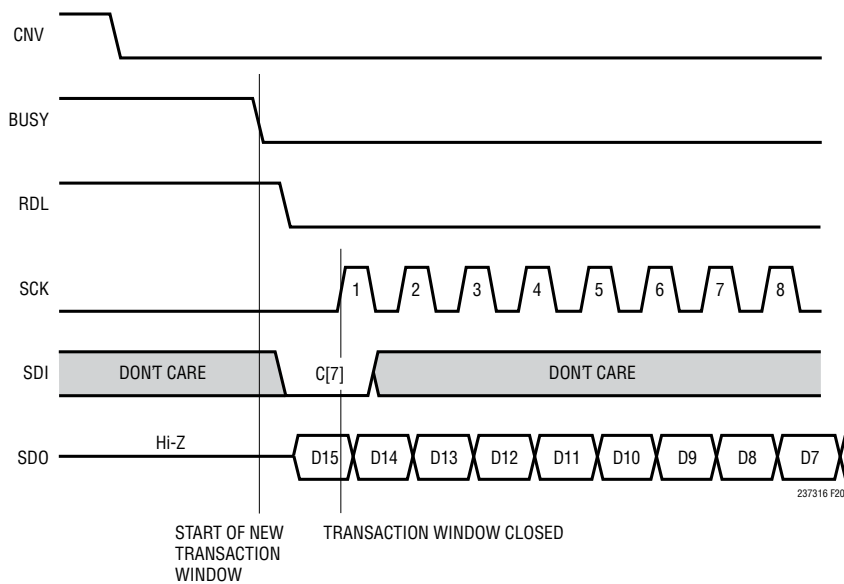 CNV
BUSY
RDL
SCK
1 2 3 4 5 6 7 8
SDI
DON'T CARE
C[7]
DON'T CARE
SDO
Hi-Z
D15 D14 D13 D12 D11 D10 D9 D8 D7
237316 F20
START OF NEW
TRANSACTION
WINDOW
TRANSACTION WINDOW CLOSED